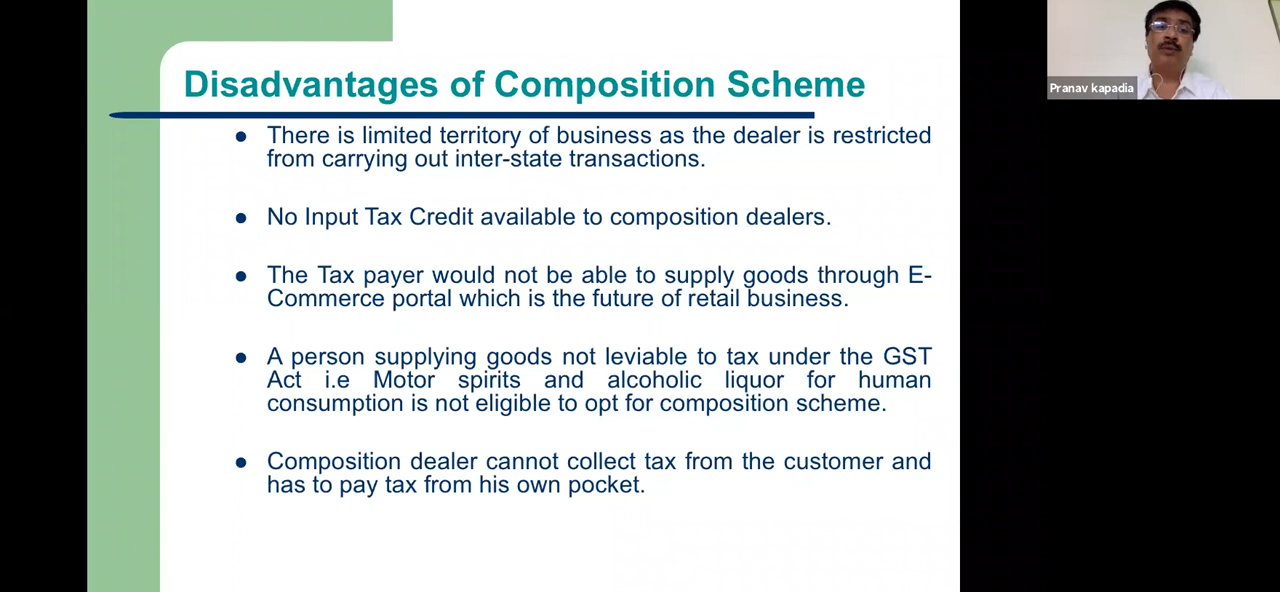 Disadvantages of Composition Scheme
● There is limited territory of business as the dealer is restricted
from carrying out inter-state transactions.
● No Input Tax Credit available to composition dealers.
● The Tax payer would not be able to supply goods through E-
Commerce portal which is the future of retail business.
● A person supplying goods not leviable to tax under the GST
Act i.e Motor spirits and alcoholic liquor for human
consumption is not eligible to opt for composition scheme.
● Composition dealer cannot collect tax from the customer and
has to pay tax from his own pocket.
Pranav kapadia